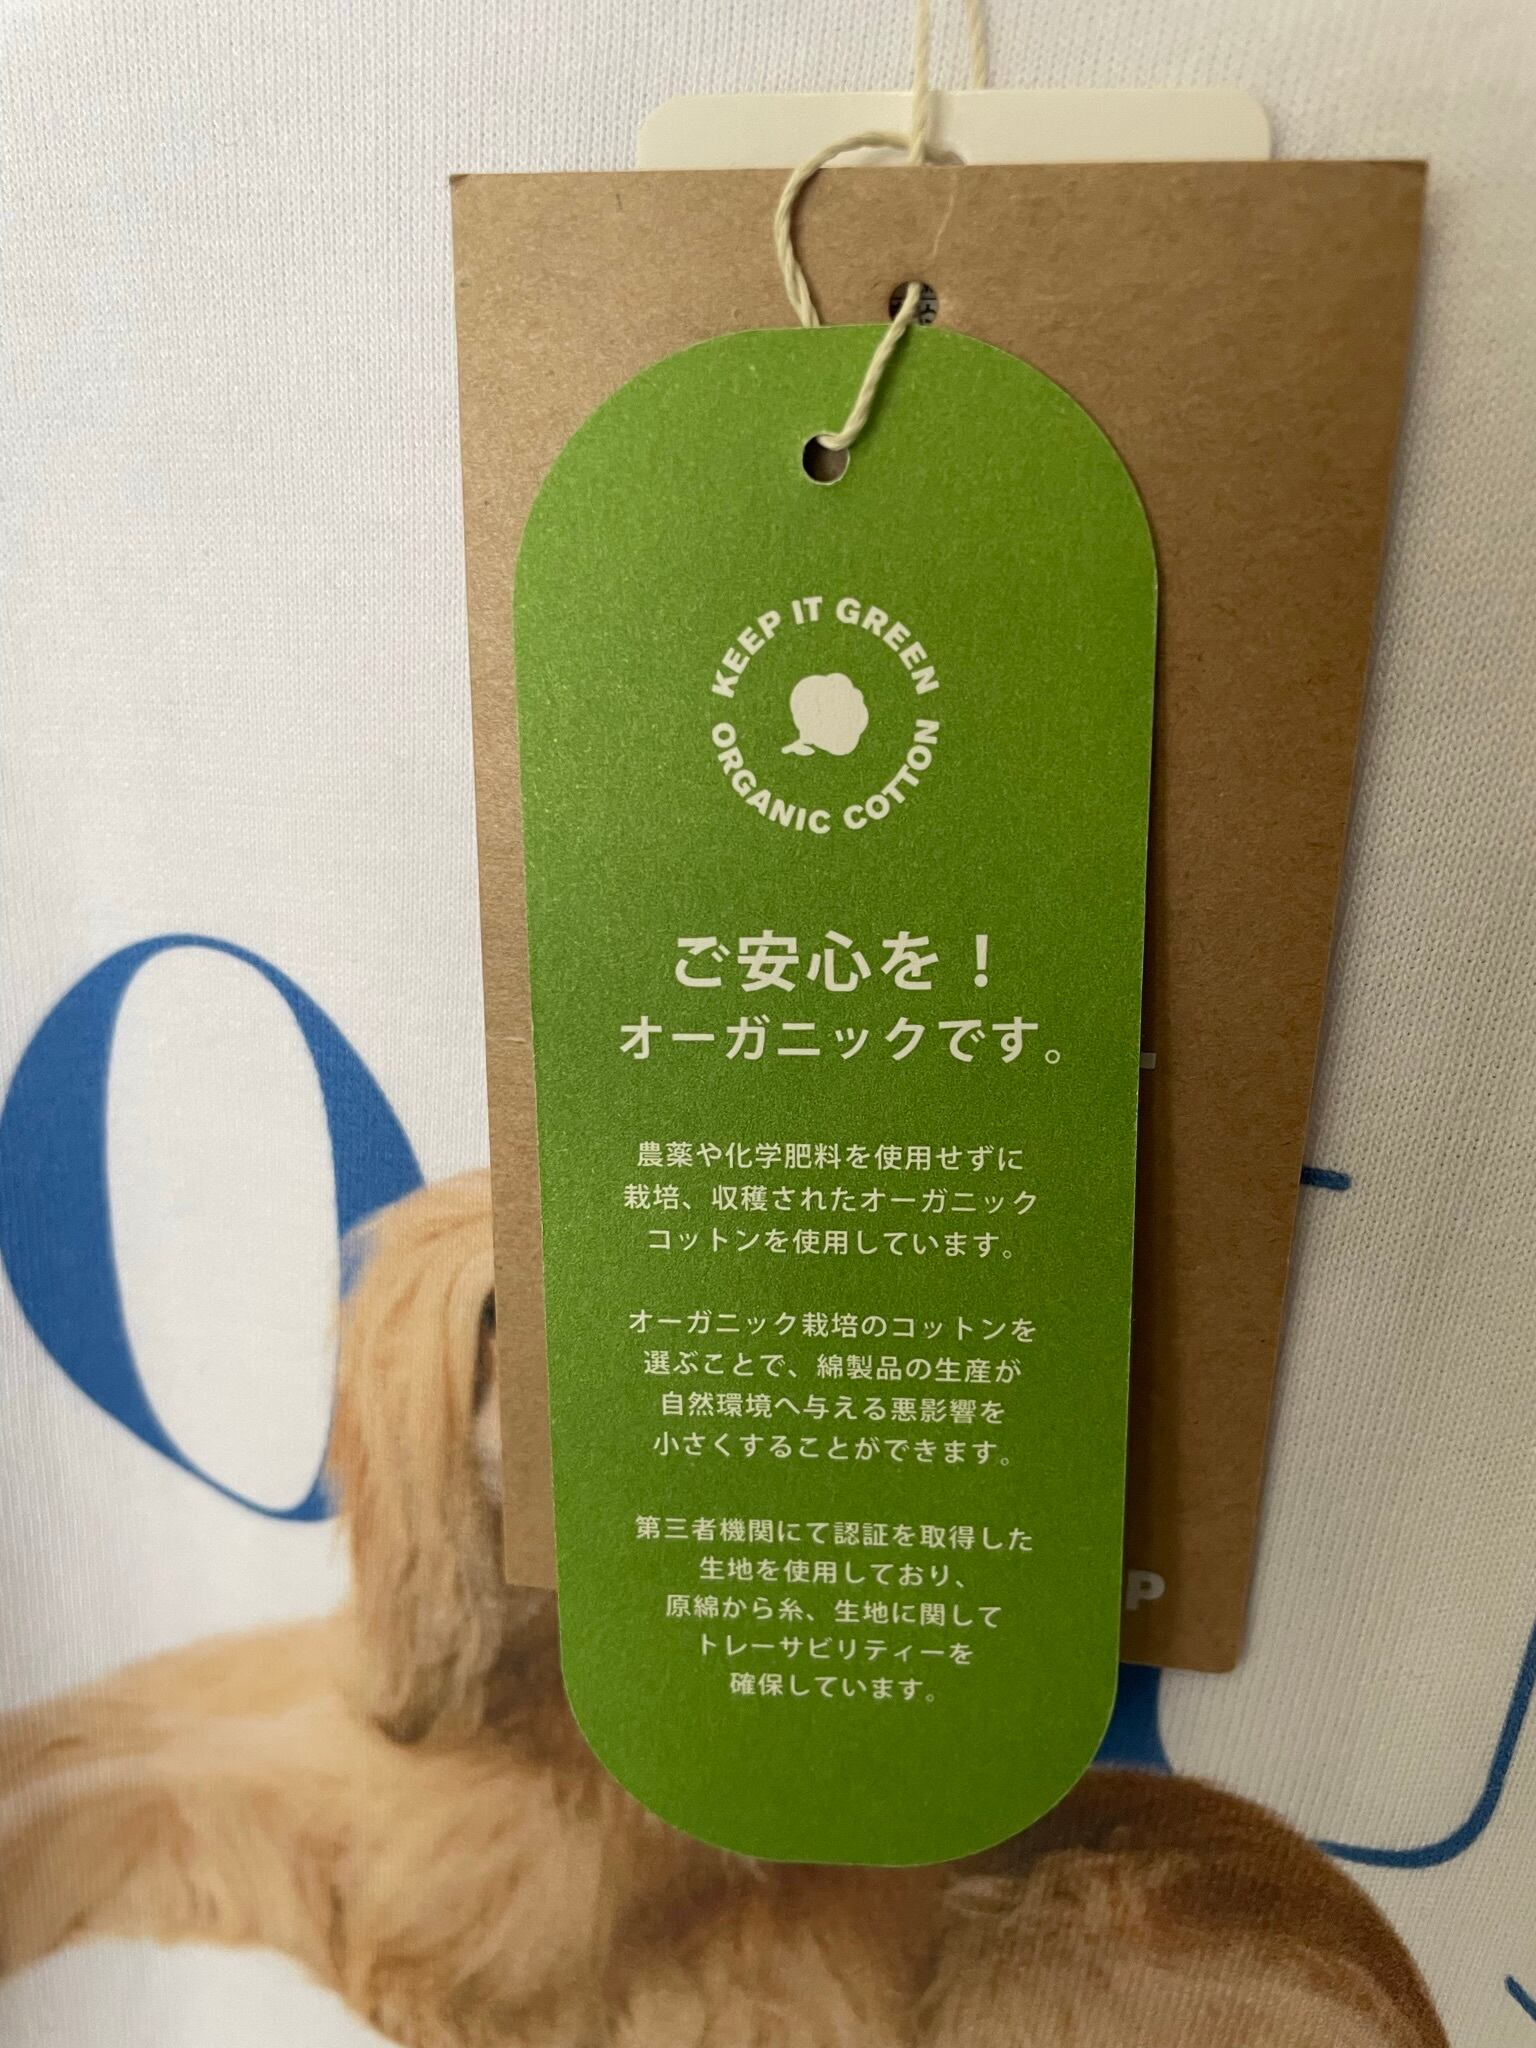 KEEP IT GREEN
ORGANIC COTTON
ご安心を！
オーガニックです。
農薬や化学肥料を使用せずに
栽培、収穫されたオーガニック
コットンを使用しています。
オーガニック栽培のコットンを
選ぶことで、綿製品の生産が
自然環境へ与える悪影響を
小さくすることができます。
第三者機関にて認証を取得した
生地を使用しており、
原綿から糸、生地に関して
トレーサビリティーを
確保しています。
P
O